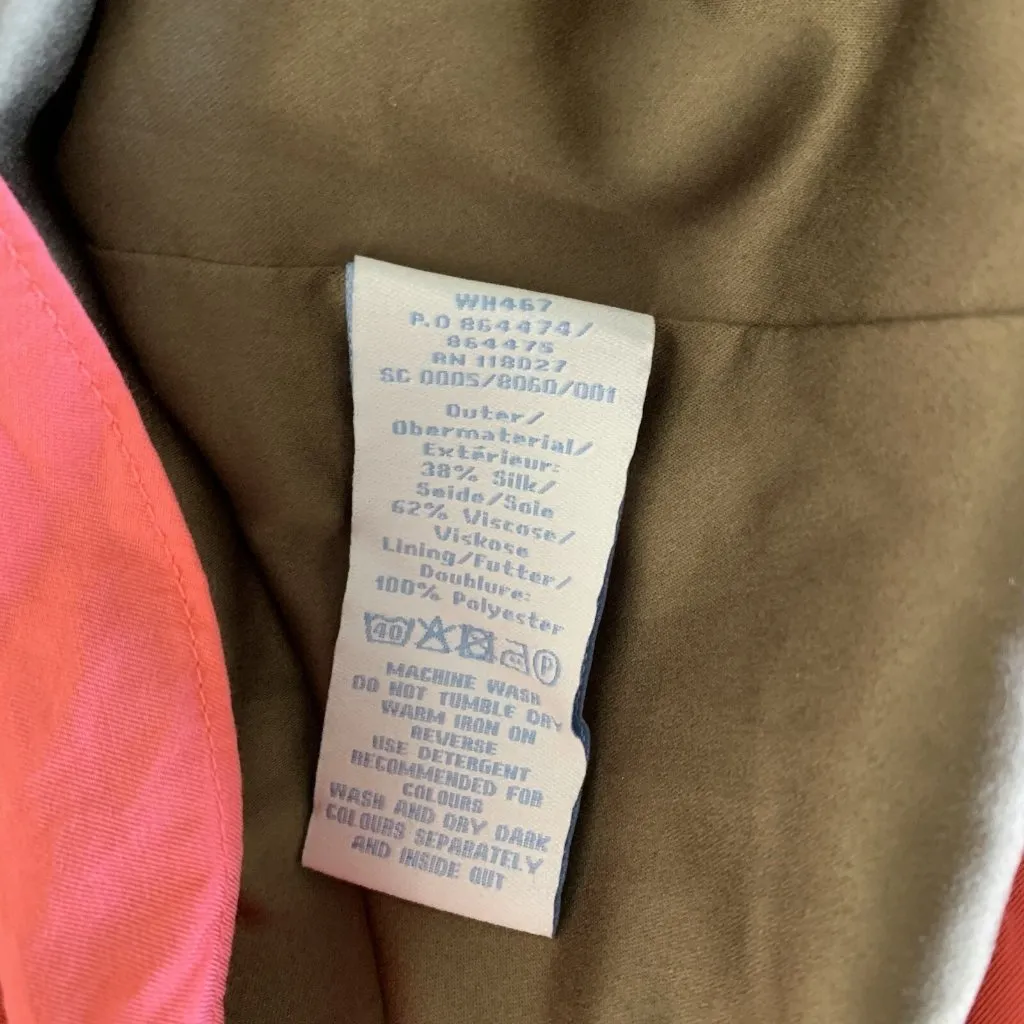 WH467
P.O 864474/
864475
RN 118027
SC 0005/8060/001
Outer/
Obermaterial/
Extérieur:
38% Silk/
Seide/Soie
62% Viscose/
Viskose
Lining/Futter/
Doublure:
100% Polyester
40 P
MACHINE WASH
DO NOT TUMBLE DRY
WARM IRON ON
REVERSE
USE DETERGENT
RECOMMENDED FOR
COLOURS
WASH AND DRY DARK
COLOURS SEPARATELY
AND INSIDE OUT